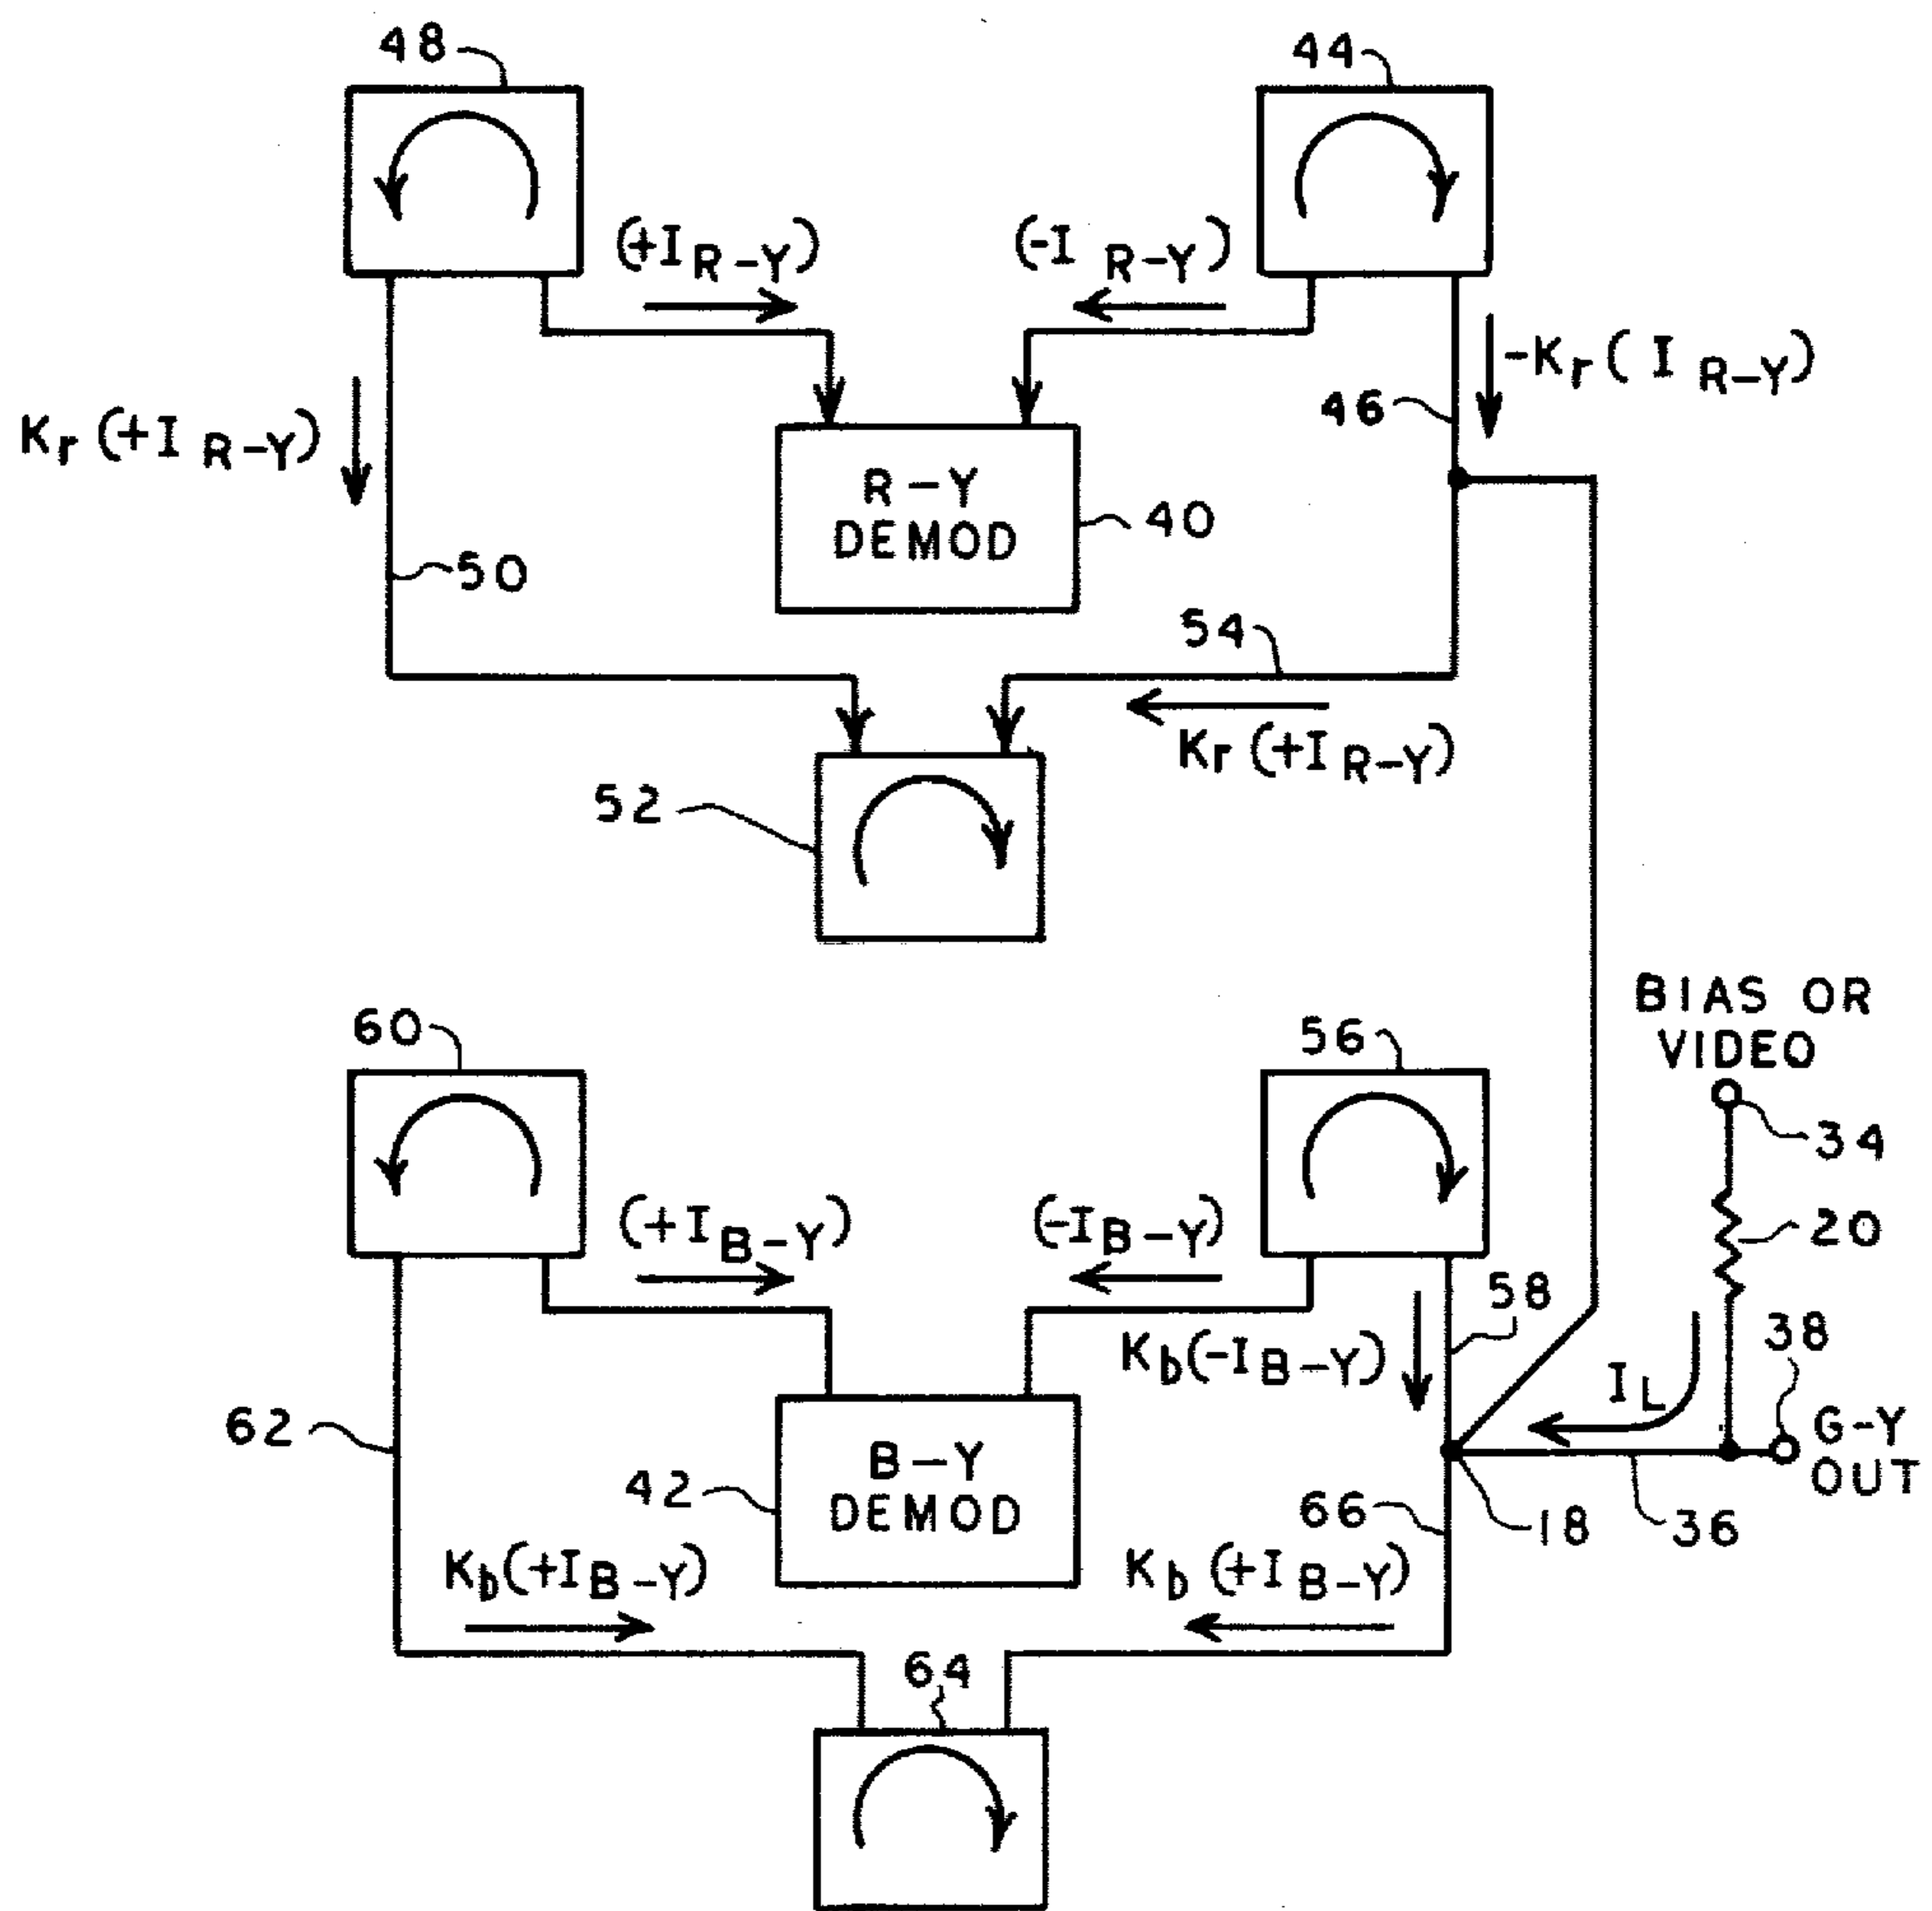 48
44
(+I R-Y)
(-I R-Y)
-Kr( I R-Y)
Kr (+I R-Y)
46
R-Y
DEMOD
40
50
54
Kr (+I R-Y)
52
BIAS OR
VIDEO
60
56
34
20
(+I B-Y)
(-I B-Y)
58
38
Kb(-I B-Y)
IL
G-Y
OUT
62
B-Y
DEMOD
42
66
18
36
Kb(+I B-Y)
Kb (+I B-Y)
64